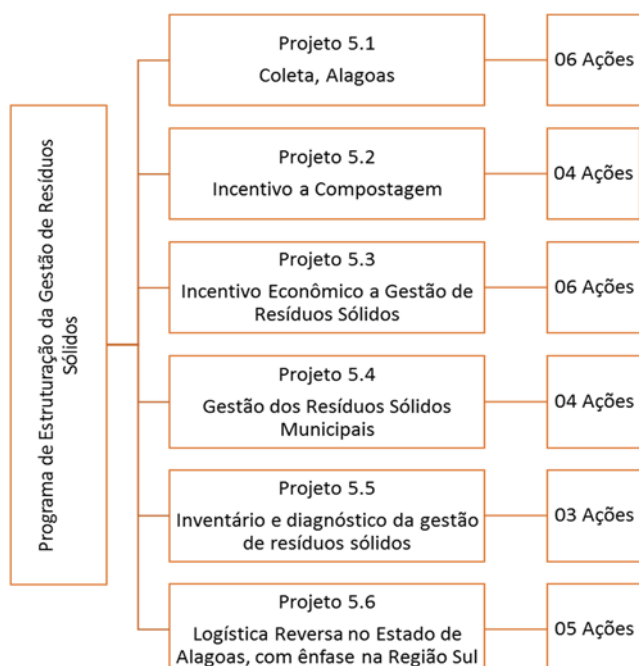 Programa de Estruturação da Gestão de Resíduos
Sólidos
Projeto 5.1
Coleta, Alagoas
06 Ações
Projeto 5.2
Incentivo a Compostagem
04 Ações
Projeto 5.3
Incentivo Econômico a Gestão de
Resíduos Sólidos
06 Ações
Projeto 5.4
Gestão dos Resíduos Sólidos
Municipais
04 Ações
Projeto 5.5
Inventário e diagnóstico da gestão
de resíduos sólidos
03 Ações
Projeto 5.6
Logística Reversa no Estado de
Alagoas, com ênfase na Região Sul
05 Ações